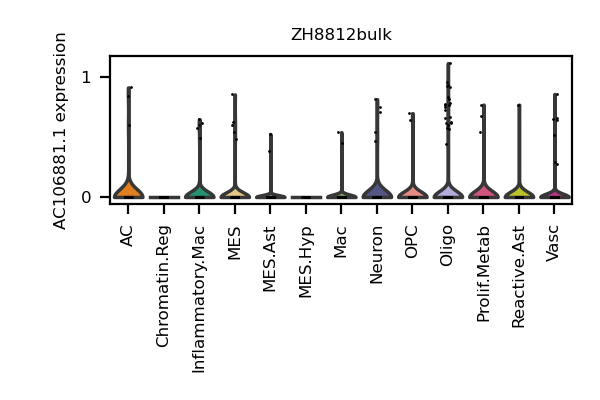 ZH8812bulk
AC106881.1 expression
1
0
AC
Chromatin.Reg
Inflammatory.Mac
MES
MES.Ast
MES.Hyp
Mac
Neuron
OPC
Oligo
Prolif.Metab
Reactive.Ast
Vasc